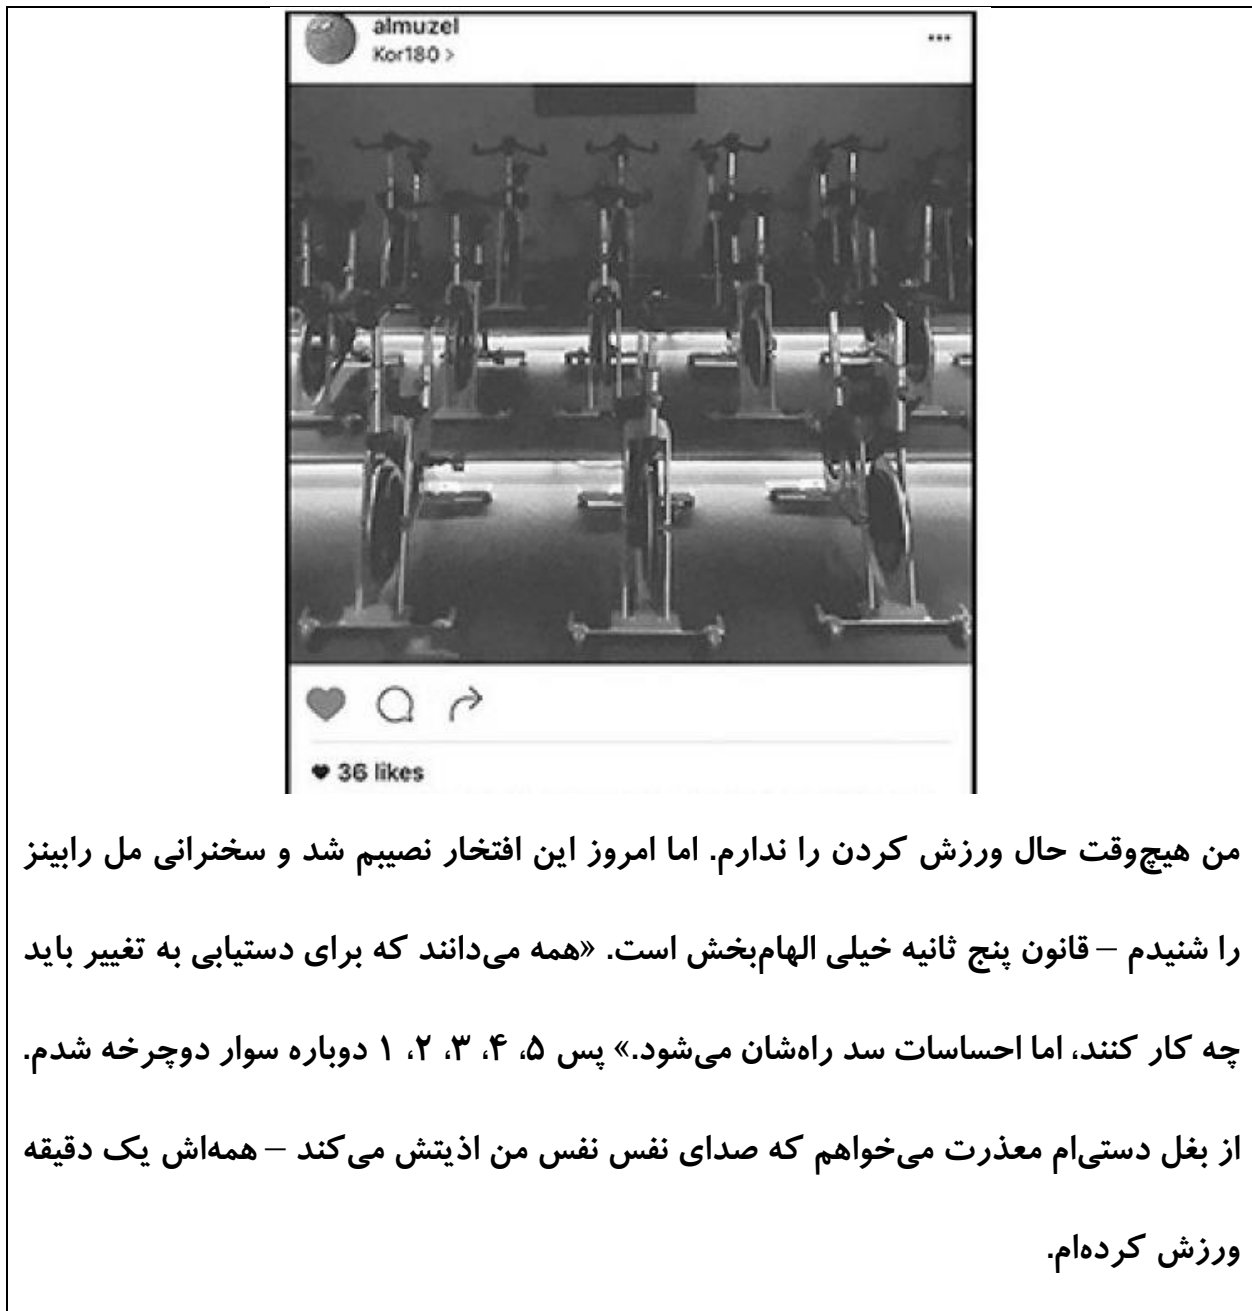 almuzel
Kor180 >
36 likes
من هیچ‌وقت حال ورزش کردن را ندارم. اما امروز این افتخار نصیبم شد و سخنرانی مل رابینز
را شنیدم – قانون پنج ثانیه خیلی الهام‌بخش است. «همه می‌دانند که برای دستیابی به تغییر باید
چه کار کنند، اما احساسات سد راه‌شان می‌شود.» پس ۵، ۴، ۳، ۲، ۱ دوباره سوار دوچرخه شدم.
از بغل دستی‌ام معذرت می‌خواهم که صدای نفس نفس من اذیتش می‌کند – همه‌اش یک دقیقه
ورزش کرده‌ام.